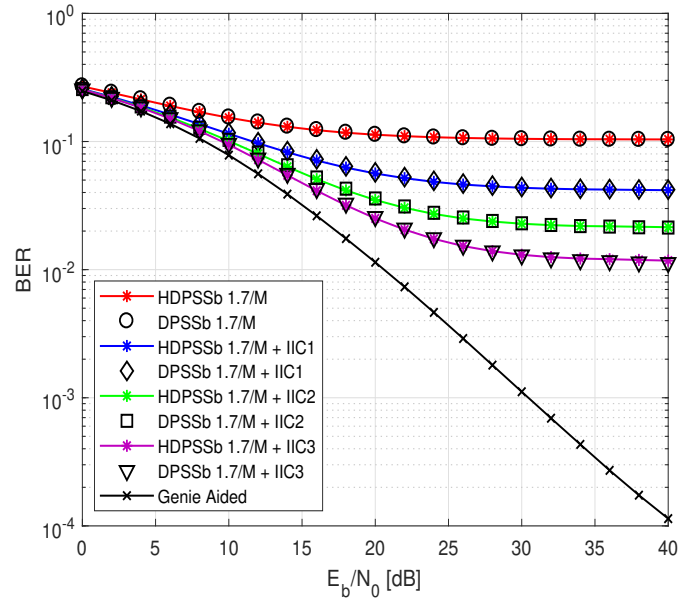 10^0
10^-1
10^-2
10^-3
10^-4
BER
HDPSSb 1.7/M
DPSSb 1.7/M
HDPSSb 1.7/M + IIC1
DPSSb 1.7/M + IIC1
HDPSSb 1.7/M + IIC2
DPSSb 1.7/M + IIC2
HDPSSb 1.7/M + IIC3
DPSSb 1.7/M + IIC3
Genie Aided
0 5 10 15 20 25 30 35 40
E_b/N_0 [dB]